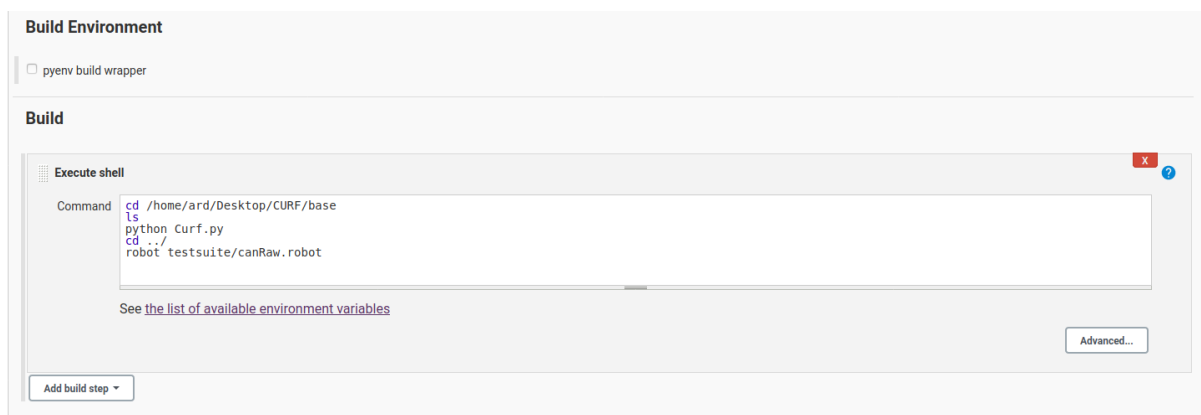 Build Environment
pyenv build wrapper
Build
Execute shell
X
?
Command
cd /home/ard/Desktop/CURF/base
ls
python Curf.py
cd ../
robot testsuite/canRaw.robot
See the list of available environment variables
Advanced...
Add build step